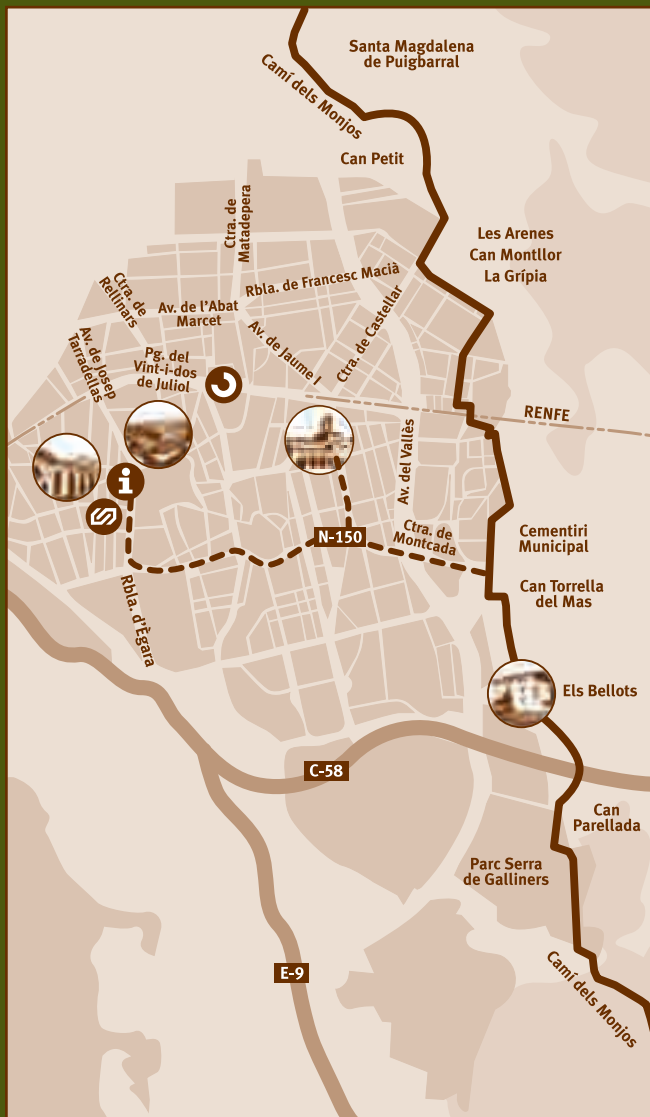 Santa Magdalena
de Puigbarral
Camí dels Monjos
Can Petit
Ctra. de
Matadepera
Les Arenes
Can Montllor
La Grípia
Rbla. de Francesc Macià
Ctra. de
Rellinars
Av. de l'Abat
Marcet
Av. de Jaume I
Ctra. de Castellar
Av. de Josep
Tarradellas
Pg. del
Vint-i-dos
de Juliol
RENFE
Av. del Vallès
i
N-150
Ctra. de
Montcada
Cementiri
Municipal
Can Torrella
del Mas
Rbla. d'Ègara
Els Bellots
C-58
Can
Parellada
Parc Serra
de Galliners
E-9
Camí dels Monjos